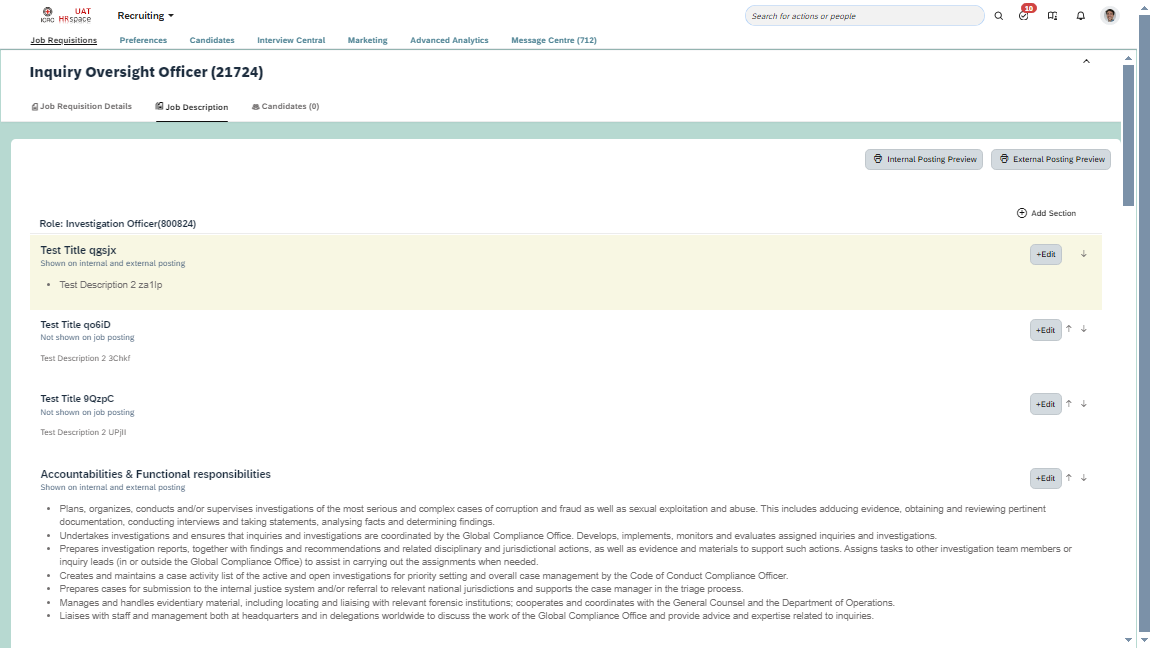 ICRC
UAT
HRspace
Recruiting
Search for actions or people
10
Job Requisitions
Preferences
Candidates
Interview Central
Marketing
Advanced Analytics
Message Centre (712)
Inquiry Oversight Officer (21724)
Job Requisition Details
Job Description
Candidates (0)
Internal Posting Preview
External Posting Preview
Add Section
Role: Investigation Officer(800824)
Test Title qgsjx
Shown on internal and external posting
+Edit
• Test Description 2 za1lp
Test Title qo6iD
Not shown on job posting
+Edit
Test Description 2 3Chkf
Test Title 9QzpC
Not shown on job posting
+Edit
Test Description 2 UPjII
Accountabilities & Functional responsibilities
Shown on internal and external posting
+Edit
• Plans, organizes, conducts and/or supervises investigations of the most serious and complex cases of corruption and fraud as well as sexual exploitation and abuse. This includes adducing evidence, obtaining and reviewing pertinent
documentation, conducting interviews and taking statements, analysing facts and determining findings.
• Undertakes investigations and ensures that inquiries and investigations are coordinated by the Global Compliance Office. Develops, implements, monitors and evaluates assigned inquiries and investigations.
• Prepares investigation reports, together with findings and recommendations and related disciplinary and jurisdictional actions, as well as evidence and materials to support such actions. Assigns tasks to other investigation team members or
inquiry leads (in or outside the Global Compliance Office) to assist in carrying out the assignments when needed.
• Creates and maintains a case activity list of the active and open investigations for priority setting and overall case management by the Code of Conduct Compliance Officer.
• Prepares cases for submission to the internal justice system and/or referral to relevant national jurisdictions and supports the case manager in the triage process.
• Manages and handles evidentiary material, including locating and liaising with relevant forensic institutions; cooperates and coordinates with the General Counsel and the Department of Operations.
• Liaises with staff and management both at headquarters and in delegations worldwide to discuss the work of the Global Compliance Office and provide advice and expertise related to inquiries.